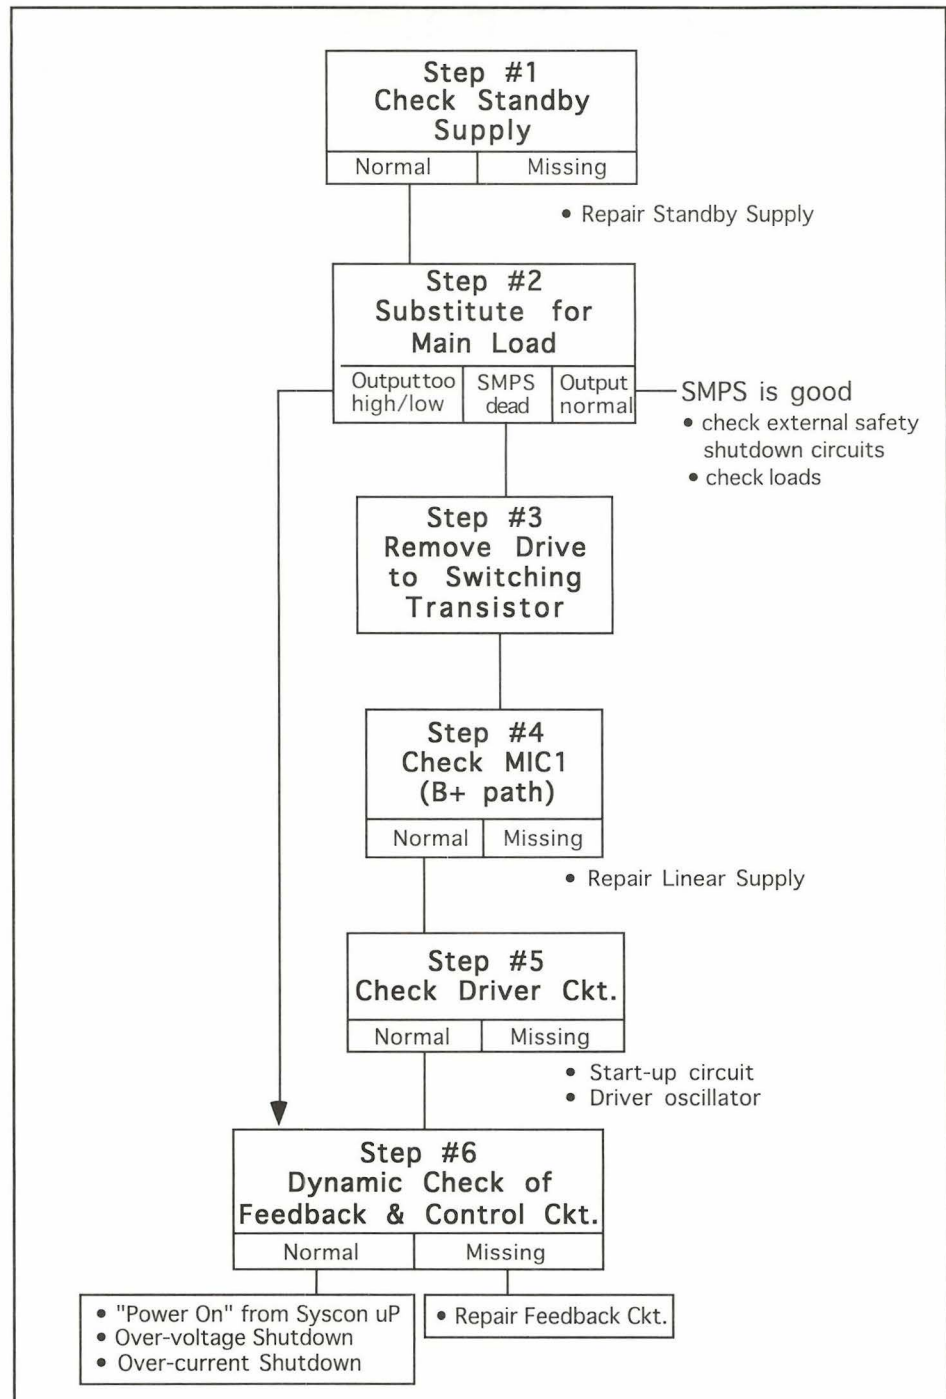 Step #1
Check Standby
Supply
Normal
Missing
• Repair Standby Supply
Step #2
Substitute for
Main Load
Output too
high/low
SMPS
dead
Output
normal
SMPS is good
• check external safety
shutdown circuits
• check loads
Step #3
Remove Drive
to Switching
Transistor
Step #4
Check MIC1
(B+ path)
Normal
Missing
• Repair Linear Supply
Step #5
Check Driver Ckt.
Normal
Missing
• Start-up circuit
• Driver oscillator
Step #6
Dynamic Check of
Feedback & Control Ckt.
Normal
Missing
• "Power On" from Syscon uP
• Over-voltage Shutdown
• Over-current Shutdown
• Repair Feedback Ckt.